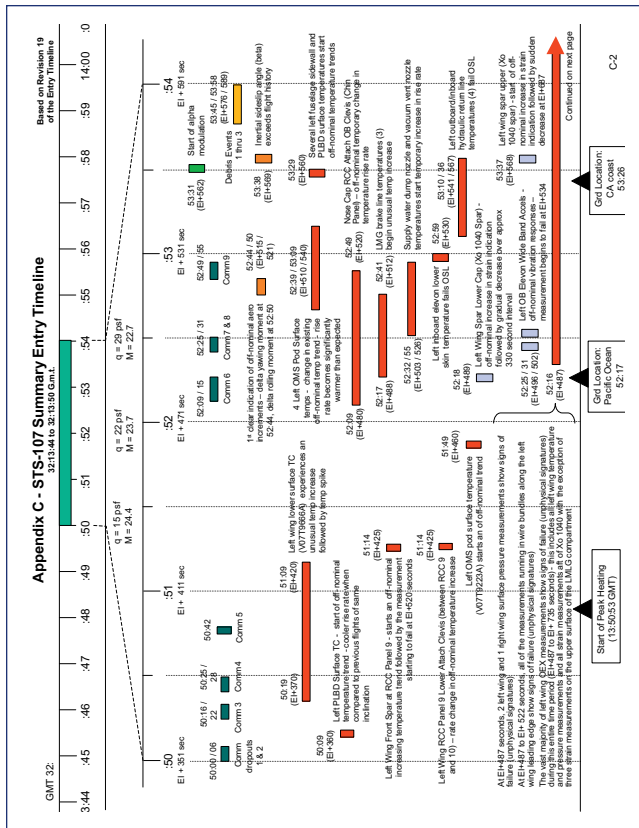 Based on Revision 19
of the Entry Timeline
Appendix C - STS-107 Summary Entry Timeline
32:13:44 to 32:13:50 G.m.t.
GMT 32:
3:44
:45
:46
:47
:48
:49
:50
:51
:52
:53
:54
:55
:56
:57
:58
:59
14:00
:0
q = 15 psf
M = 24.4
q = 22 psf
M = 23.7
q = 29 psf
M = 22.7
EI + 351 sec
EI + 411 sec
EI + 471 sec
EI + 531 sec
EI + 591 sec
:50
:51
:52
:53
:54
50:00 / 06
Comm
dropouts
1 & 2
50:16 /
22
Comm 3
50:25 /
28
Comm 4
50:42
Comm 5
52:09 / 15
Comm 6
52:25 / 31
Comm 7 & 8
52:49 / 55
Comm 9
53:31
(EI+562)
Start of alpha
modulation
53:45 / 53:58
(EI+576 / 589)
Debris Events
1 thru 3
53:38
(EI+569)
Inertial sideslip angle (beta)
exceeds flight history
1st clear indication of off-nominal aero
increments – delta yawing moment at
52:44, delta rolling moment at 52:50
52:44 / 50
(EI+515 /
521)
50:19
(EI+370)
51:09
(EI+420)
Left wing lower surface TC
(V07T9666A) experiences an
unusual temp increase
followed by temp spike
52:39 / 53:09
(EI+510 / 540)
4 Left OMS Pod Surface
temps - change in existing
off-nominal temp trend - rise
rate becomes significantly
warmer than expected
53:29
(EI+560)
Several left fuselage sidewall and
PLBD surface temperatures start
off-nominal temperature trends
50:09
(EI+360)
Left PLBD Surface TC - start of off-nominal
temperature trend - cooler rise rate when
compared to previous flights of same
inclination
52:09
(EI+480)
52:49
(EI+520)
Nose Cap RCC Attach OB Clevis (Chin
Panel) – off-nominal temporary change in
temperature rise rate
51:14
(EI+425)
Left Wing Front Spar at RCC Panel 9 - starts an off-nominal
increasing temperature trend followed by the measurement
starting to fail at EI+520 seconds
52:17
(EI+488)
52:41
(EI+512)
LMG brake line temperatures (3)
begin unusual temp increase
52:32 / 55
(EI+503 / 526)
Supply water dump nozzle and vacuum vent nozzle
temperatures start temporary increase in rise rate
51:14
(EI+425)
Left Wing RCC Panel 9 Lower Attach Clevis (between RCC 9
and 10) – rate change in off-nominal temperature increase
Left inboard elevon lower
skin temperature fails OSL
52:59
(EI+530)
53:10 / 36
(EI+541 / 567)
Left outboard/inboard
hydraulic return line
temperatures (4) fail OSL
51:49
(EI+460)
Left OMS pod surface temperature
(V07T9223A) starts an of off-nominal trend
52:18
(EI+489)
Left Wing Spar Lower Cap (Xo 1040 Spar) -
off-nominal increase in strain indication
followed by gradual decrease over approx
330 second interval
53:37
(EI+568)
Left wing spar upper (Xo
1040 spar) - start of off-
nominal increase in strain
indication followed by sudden
decrease at EI+687
52:25 / 31
(EI+496 / 502)
Left OB Elevon Wide Band Accels -
off-nominal vibration responses –
measurement begins to fail at EI+534
52:16
(EI+487)
At EI+487 seconds, 2 left wing and 1 right wing surface pressure measurements show signs of
failure (unphysical signatures)
At EI+487 to EI+ 522 seconds, all of the measurements running in wire bundles along the left
wing leading edge show signs of failure (unphysical signatures)
The vast majority of left wing OEX measurements show signs of failure (unphysical signatures)
during this entire time period (EI+487 to EI+ 735 seconds) - this includes all left wing temperature
and pressure measurements and all strain measurements aft of Xo 1040 with the exception of
three strain measurements on the upper surface of the LMLG compartment.
Continued on next page
Start of Peak Heating
(13:50:53 GMT)
Grd Location:
Pacific Ocean
52:17
Grd Location:
CA coast
53:26
C-2